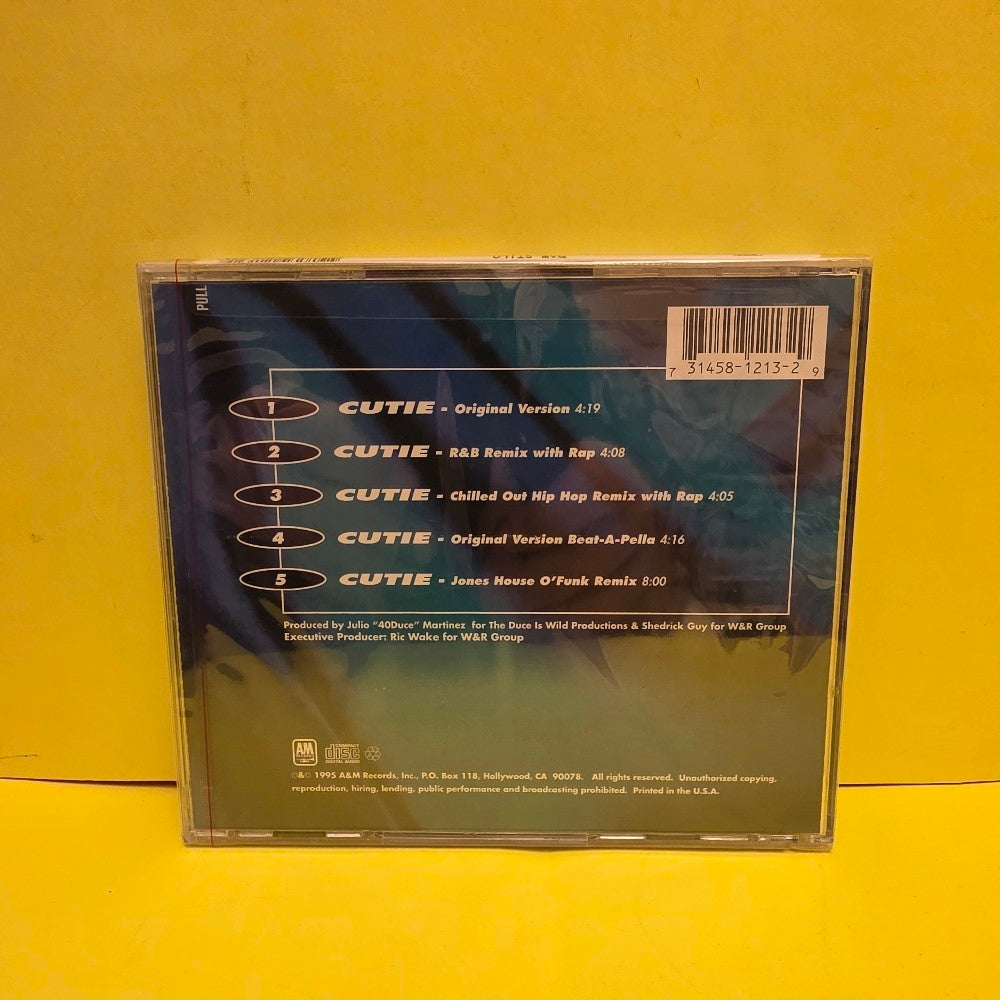 PULL
7 31458-1213-2 9
1 CUTIE - Original Version 4:19
2 CUTIE - R&B Remix with Rap 4:08
3 CUTIE - Chilled Out Hip Hop Remix with Rap 4:05
4 CUTIE - Original Version Beat-A-Pella 4:16
5 CUTIE - Jones House O'Funk Remix 8:00
Produced by Julio "40Duce" Martinez for The Duce Is Wild Productions & Shedrick Guy for W&R Group
Executive Producer: Ric Wake for W&R Group
AM
COMPACT
disc
DIGITAL AUDIO
℗&© 1995 A&M Records, Inc., P.O. Box 118, Hollywood, CA 90078. All rights reserved. Unauthorized copying,
reproduction, hiring, lending, public performance and broadcasting prohibited. Printed in the U.S.A.